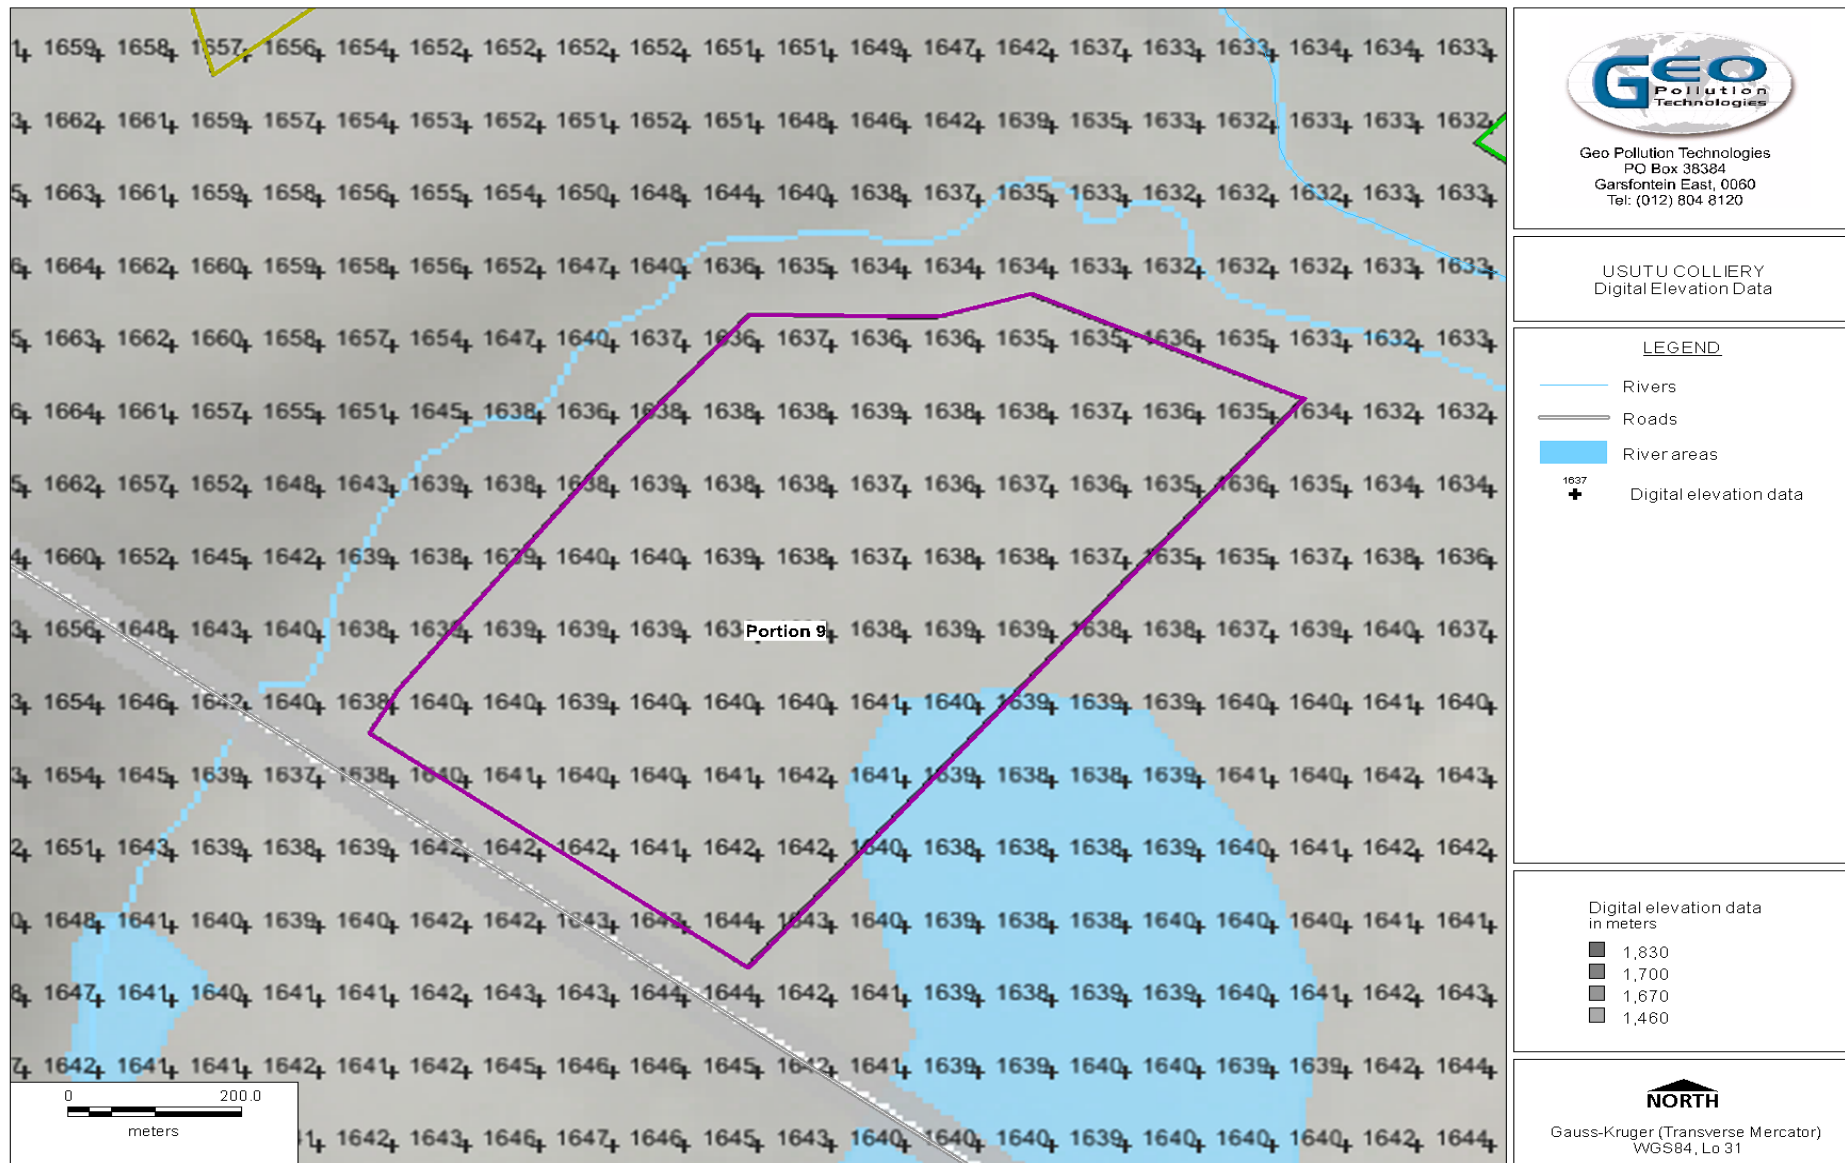 1659 1658 1657 1656 1654 1652 1652 1652 1652 1651 1651 1649 1647 1642 1637 1633 1633 1634 1634 1633
1662 1661 1659 1657 1654 1653 1652 1651 1652 1651 1648 1646 1642 1639 1635 1633 1632 1633 1633 1632
1663 1661 1659 1658 1656 1655 1654 1650 1648 1644 1640 1638 1637 1635 1633 1632 1632 1632 1633 1633
1664 1662 1660 1659 1658 1656 1652 1647 1640 1636 1635 1634 1634 1634 1633 1632 1632 1632 1633 1633
1663 1662 1660 1658 1657 1654 1647 1640 1637 1636 1637 1636 1636 1635 1635 1636 1635 1633 1632 1633
1664 1661 1657 1655 1651 1645 1638 1636 1638 1638 1638 1639 1638 1638 1637 1636 1635 1634 1632 1632
1662 1657 1652 1648 1643 1639 1638 1638 1639 1638 1638 1637 1636 1637 1636 1635 1636 1635 1634 1634
1660 1652 1645 1642 1639 1638 1639 1640 1640 1639 1638 1637 1638 1638 1637 1635 1635 1637 1638 1636
1656 1648 1643 1640 1638 1639 1639 1639 1639 Portion 9 1638 1639 1639 1638 1638 1637 1639 1640 1637
1654 1646 1642 1640 1638 1640 1640 1639 1640 1640 1640 1641 1640 1639 1639 1640 1640 1640 1641 1640
1654 1645 1639 1637 1638 1640 1641 1640 1640 1641 1642 1641 1639 1638 1638 1639 1641 1640 1642 1643
1651 1643 1639 1638 1639 1642 1642 1642 1641 1642 1642 1640 1638 1638 1638 1639 1640 1641 1642 1642
1648 1641 1640 1639 1640 1642 1642 1643 1643 1644 1643 1640 1639 1638 1638 1640 1640 1640 1641 1641
1647 1641 1640 1641 1641 1642 1643 1643 1644 1644 1642 1641 1639 1638 1639 1639 1640 1641 1642 1643
1642 1641 1641 1642 1641 1645 1646 1646 1646 1645 1642 1641 1639 1639 1640 1640 1639 1639 1642 1644
1642 1643 1646 1647 1646 1645 1643 1640 1640 1640 1639 1640 1640 1640 1642 1644
0 200.0
meters
GEO
Pollution
Technologies
Geo Pollution Technologies
PO Box 38384
Garsfontein East, 0060
Tel: (012) 804 8120
USUTU COLLIERY
Digital Elevation Data
LEGEND
Rivers
Roads
River areas
1637
Digital elevation data
Digital elevation data
in meters
1,830
1,700
1,670
1,460
NORTH
Gauss-Kruger (Transverse Mercator)
WGS84, Lo 31